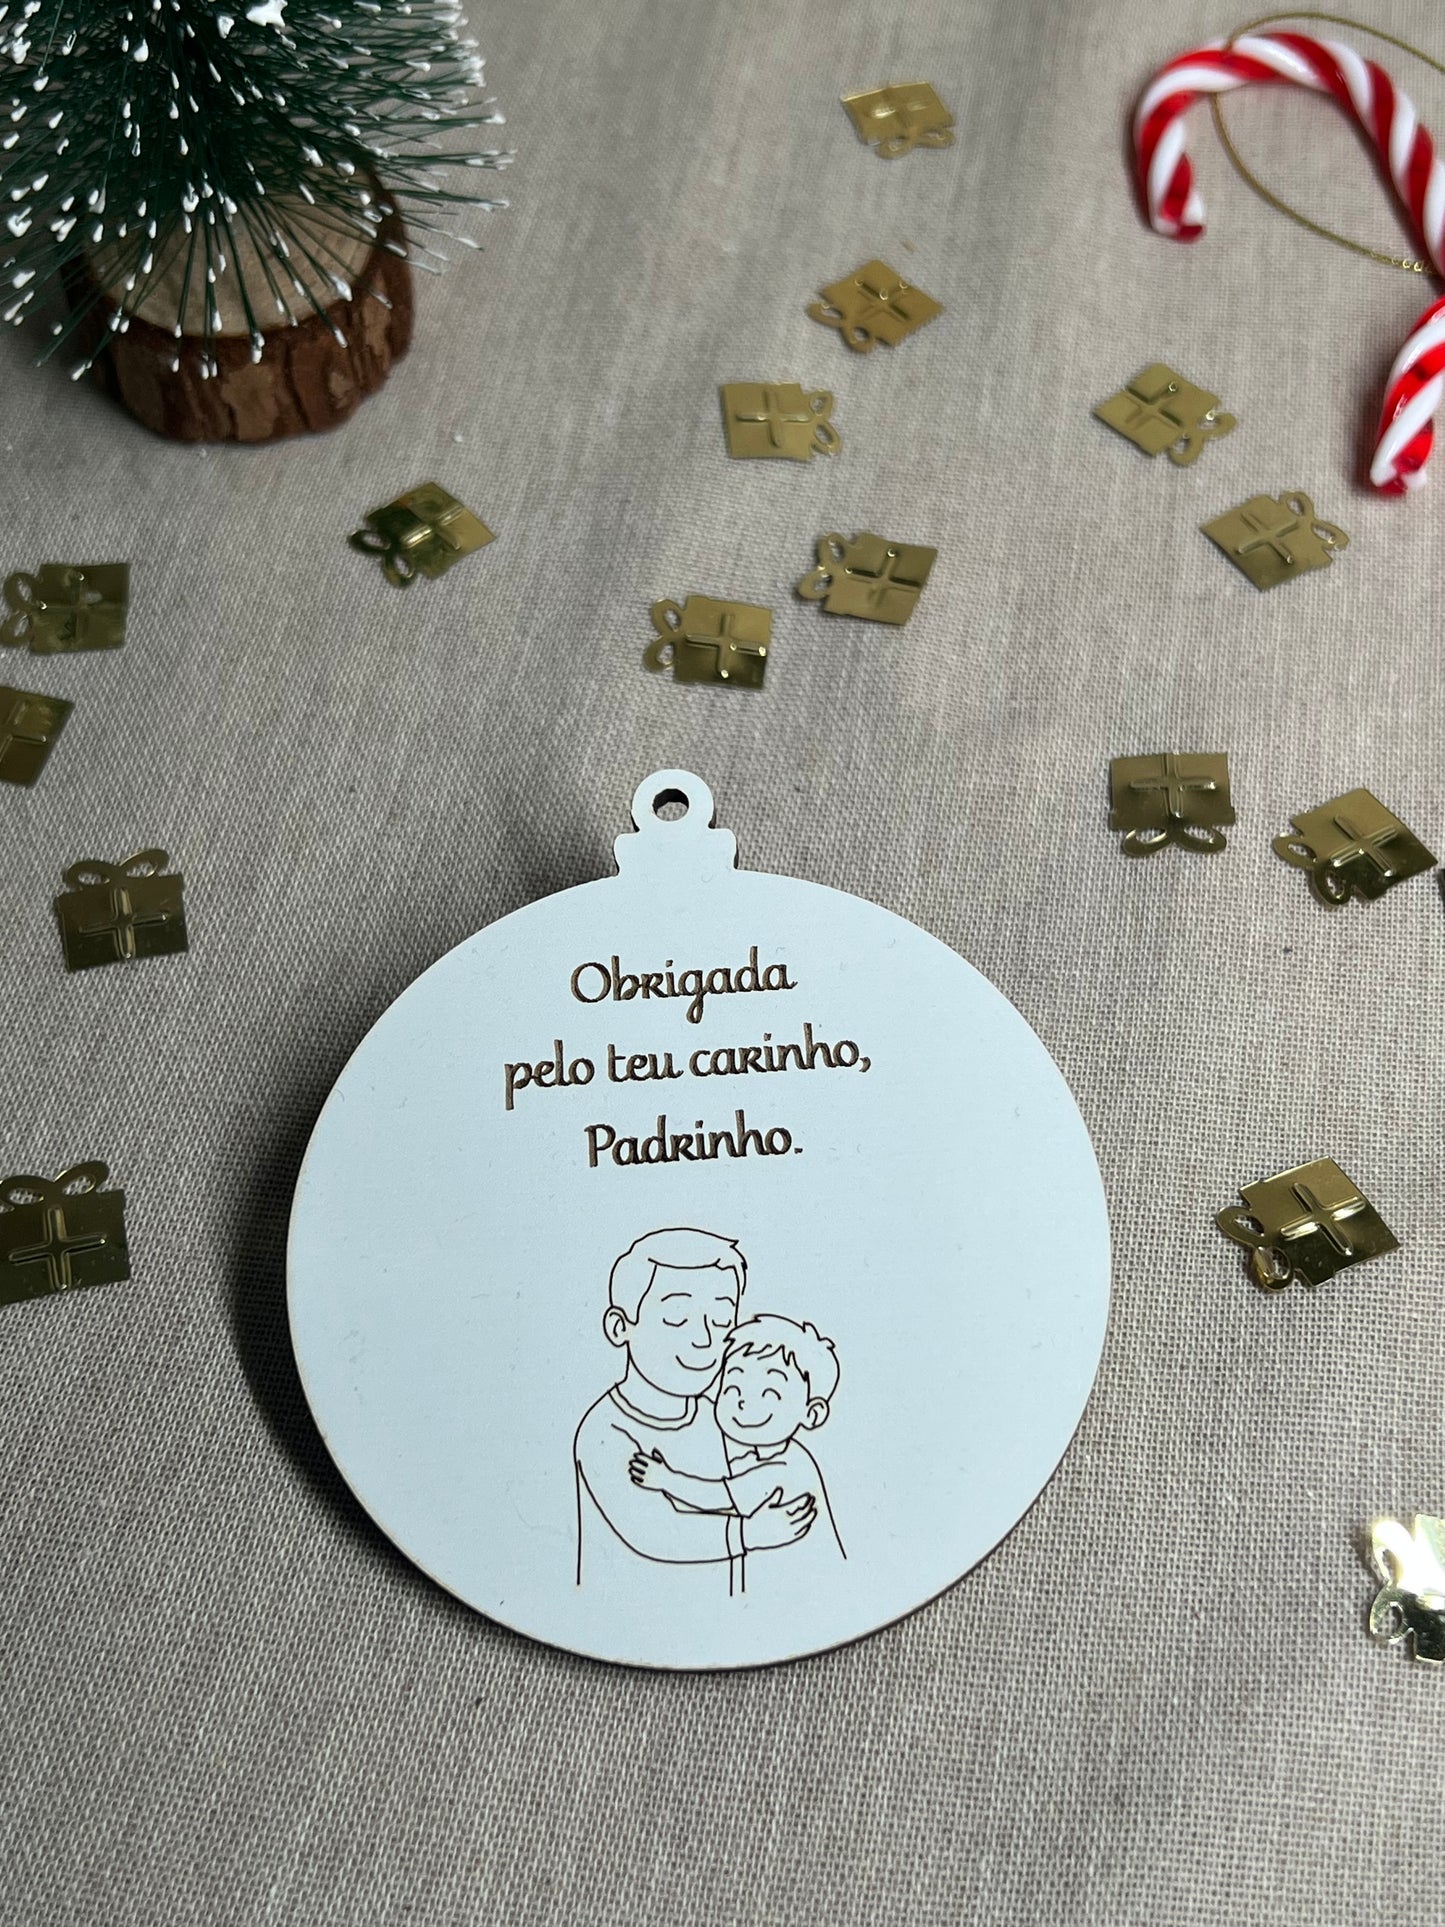 Obrigada
pelo teu carinho,
Padrinho.